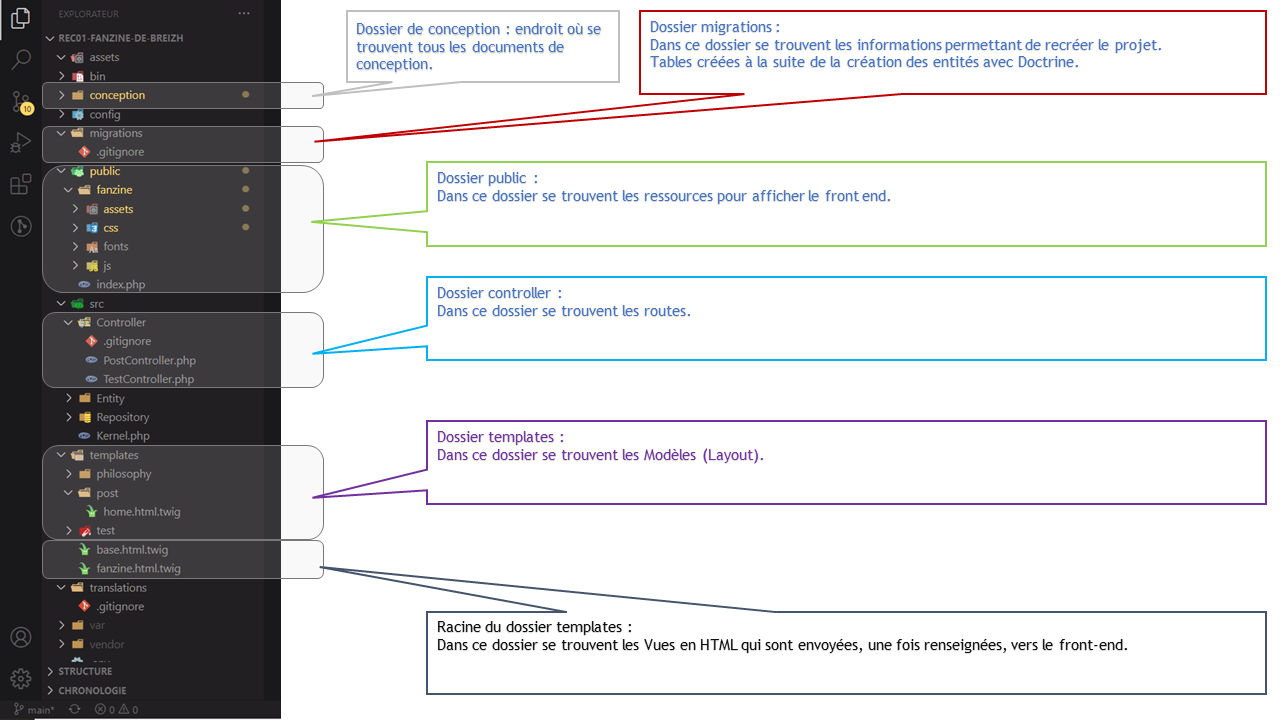 EXPLORATEUR
REC01-FANZINE-DE-BREIZH
assets
bin
conception
config
migrations
.gitignore
public
fanzine
assets
css
fonts
js
index.php
src
Controller
.gitignore
PostController.php
TestController.php
Entity
Repository
Kernel.php
templates
philosophy
post
home.html.twig
test
base.html.twig
fanzine.html.twig
translations
.gitignore
var
vendor
STRUCTURE
CHRONOLOGIE
10
main*
0
0
Dossier de conception : endroit où se
trouvent tous les documents de
conception.
Dossier migrations :
Dans ce dossier se trouvent les informations permettant de recréer le projet.
Tables créées à la suite de la création des entités avec Doctrine.
Dossier public :
Dans ce dossier se trouvent les ressources pour afficher le front end.
Dossier controller :
Dans ce dossier se trouvent les routes.
Dossier templates :
Dans ce dossier se trouvent les Modèles (Layout).
Racine du dossier templates :
Dans ce dossier se trouvent les Vues en HTML qui sont envoyées, une fois renseignées, vers le front-end.